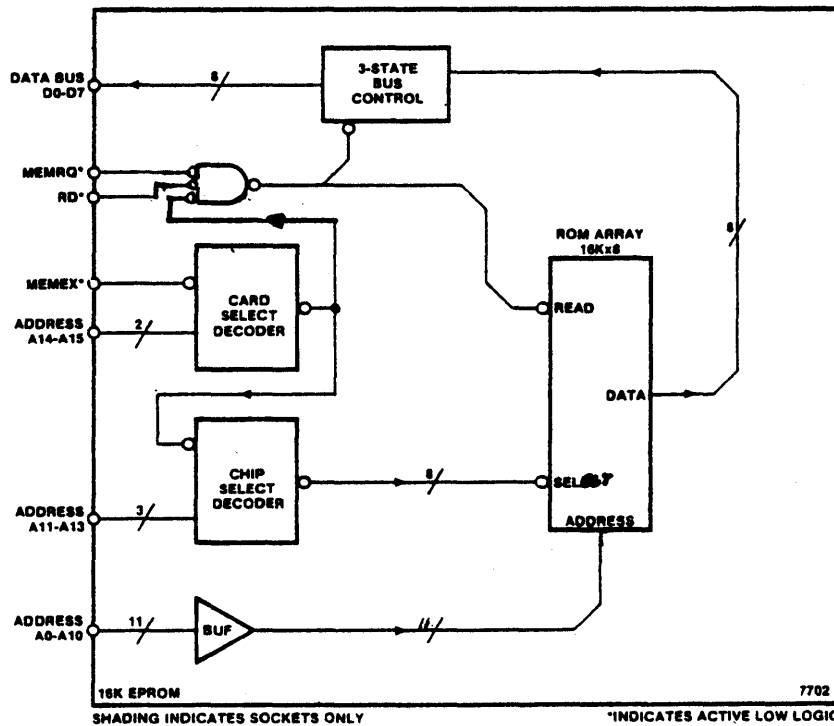 DATA BUS
D0-D7
8
3-STATE
BUS
CONTROL
MEMRQ*
RD*
ROM ARRAY
16Kx8
8
MEMEX*
CARD
SELECT
DECODER
READ
ADDRESS
A14-A15
2
DATA
CHIP
SELECT
DECODER
8
SELECT
ADDRESS
A11-A13
3
ADDRESS
ADDRESS
A0-A10
11
BUF
11
16K EPROM
7702
SHADING INDICATES SOCKETS ONLY
*INDICATES ACTIVE LOW LOGIC